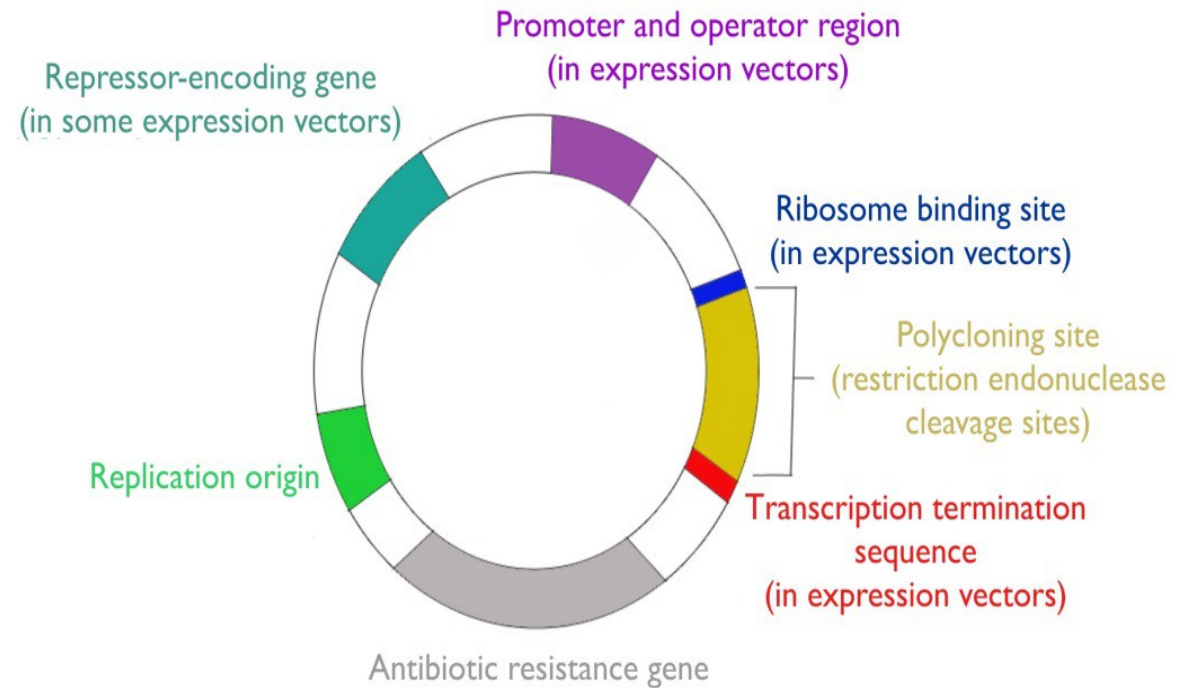 Promoter and operator region
(in expression vectors)
Repressor-encoding gene
(in some expression vectors)
Ribosome binding site
(in expression vectors)
Polycloning site
(restriction endonuclease
cleavage sites)
Replication origin
Transcription termination
sequence
(in expression vectors)
Antibiotic resistance gene